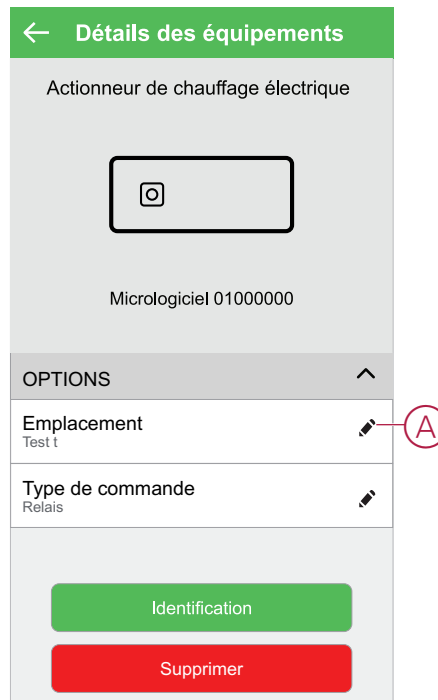 Détails des équipements
Actionneur de chauffage électrique
Micrologiciel 01000000
OPTIONS
Emplacement
Test t
A
Type de commande
Relais
Identification
Supprimer